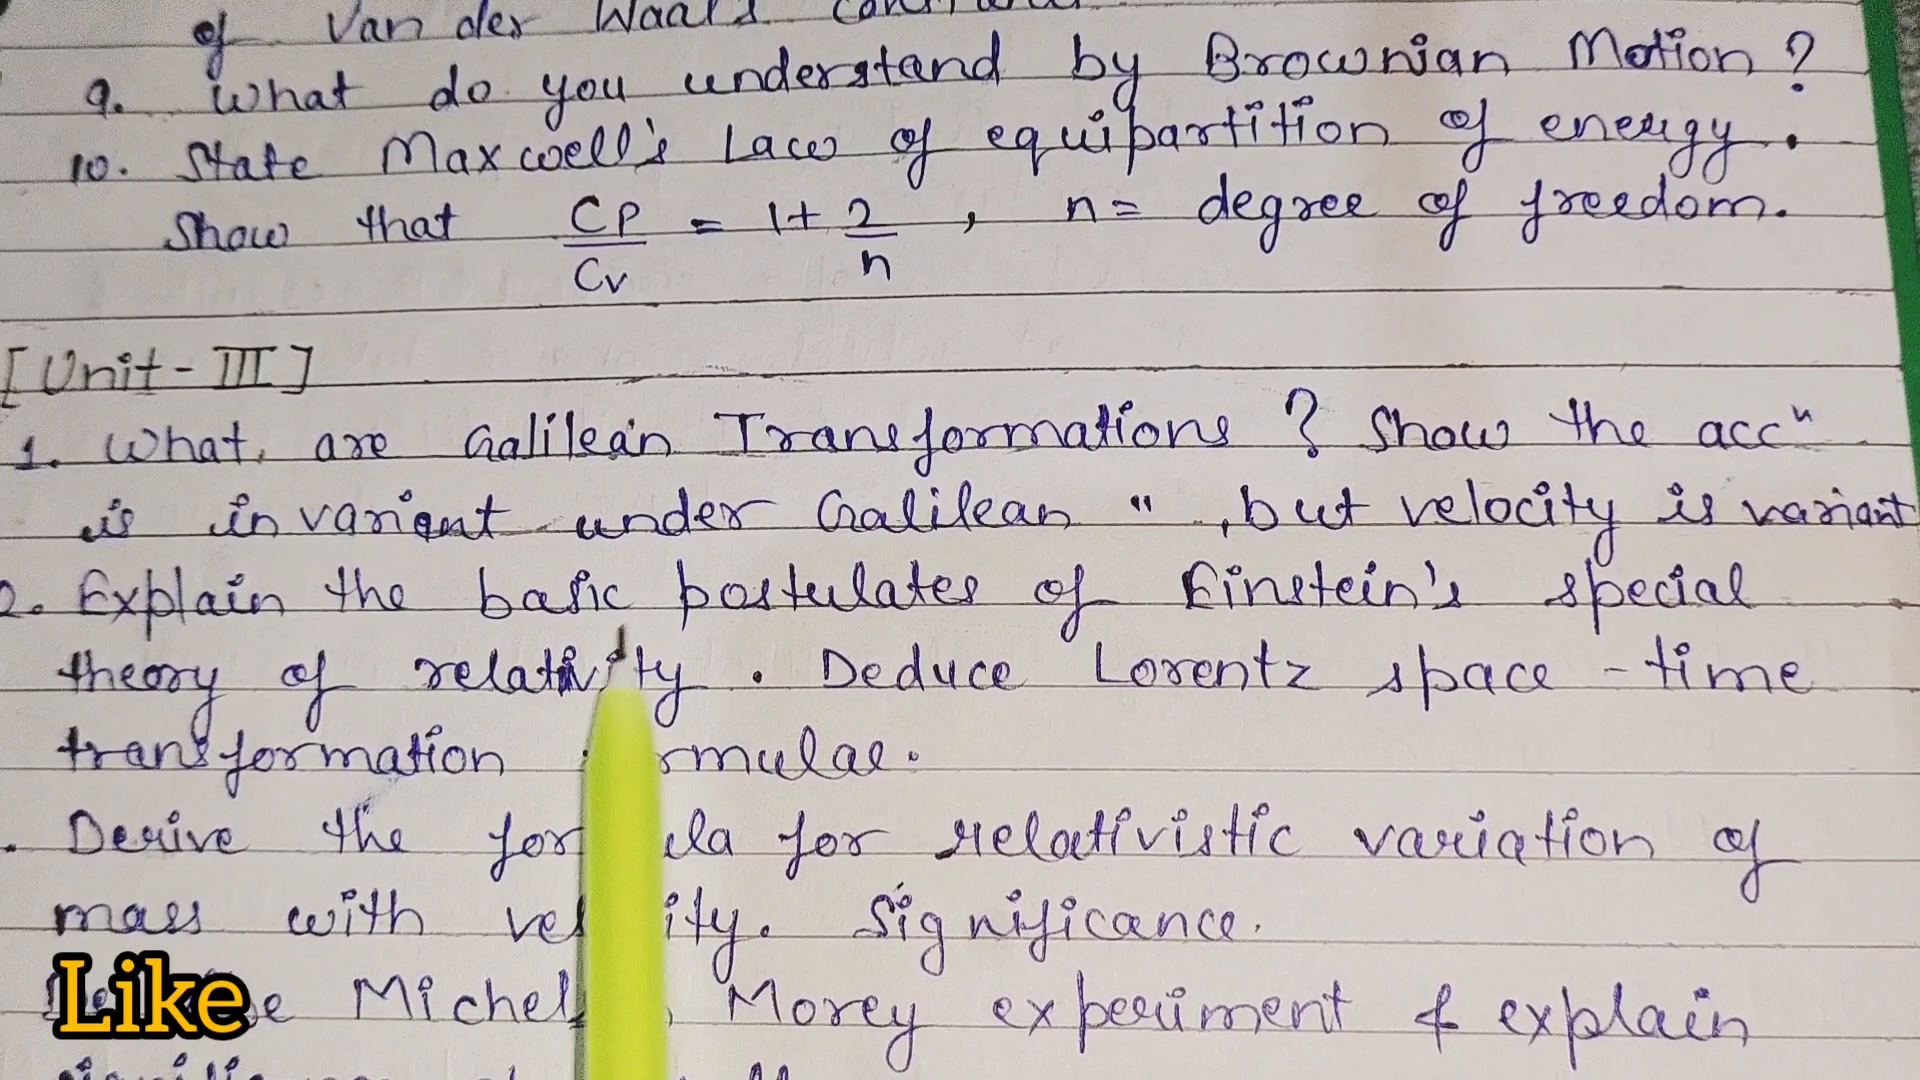 of Van der Waal's
9. What do you understand by Brownian Motion ?
10. State Maxwell's Law of equipartition of energy.
Show that CP/Cv = 1+ 2/n , n= degree of freedom.
[Unit - III]
1. What are Galilean Transformations ? Show the accⁿ
is invariant under Galilean " , but velocity is variant
2. Explain the basic postulates of Einstein's special
theory of relativity. Deduce Lorentz space - time
transformation rmulae.
. Derive the for ula for relativistic variation of
mass with vel ity. Significance.
Like
e Michel , Morey experiment & explain